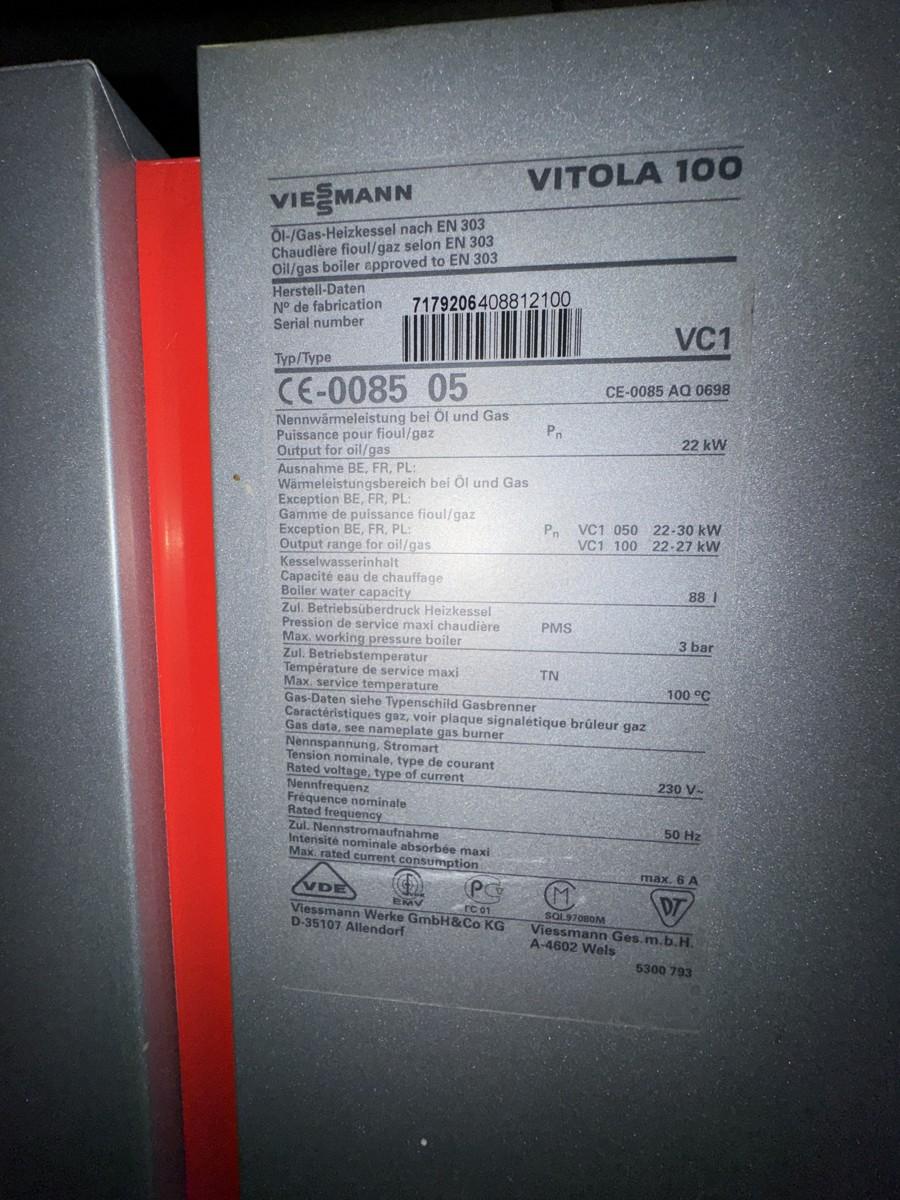 VIESSMANN
VITOLA 100
Öl-/Gas-Heizkessel nach EN 303
Chaudière fioul/gaz selon EN 303
Oil/gas boiler approved to EN 303
Herstell-Daten
N° de fabrication 7179206408812100
Serial number
VC1
Typ/Type
CE-0085 05 CE-0085 AQ 0698
Nennwärmeleistung bei Öl und Gas
Puissance pour fioul/gaz Pn
Output for oil/gas 22 kW
Ausnahme BE, FR, PL:
Wärmeleistungsbereich bei Öl und Gas
Exception BE, FR, PL:
Gamme de puissance fioul/gaz
Exception BE, FR, PL: Pn VC1 050 22-30 kW
Output range for oil/gas VC1 100 22-27 kW
Kesselwasserinhalt
Capacité eau de chauffage
Boiler water capacity 88 l
Zul. Betriebsüberdruck Heizkessel
Pression de service maxi chaudière PMS
Max. working pressure boiler 3 bar
Zul. Betriebstemperatur
Température de service maxi TN
Max. service temperature 100 °C
Gas-Daten siehe Typenschild Gasbrenner
Caractéristiques gaz, voir plaque signalétique brûleur gaz
Gas data, see nameplate gas burner
Nennspannung, Stromart
Tension nominale, type de courant
Rated voltage, type of current 230 V~
Nennfrequenz
Fréquence nominale
Rated frequency 50 Hz
Zul. Nennstromaufnahme
Intensité nominale absorbée maxi
Max. rated current consumption max. 6 A
VDE
EMV
ГС 01
M
SQL97080M
DT
Viessmann Werke GmbH&Co KG
D-35107 Allendorf
Viessmann Ges.m.b.H.
A-4602 Wels
5300 793